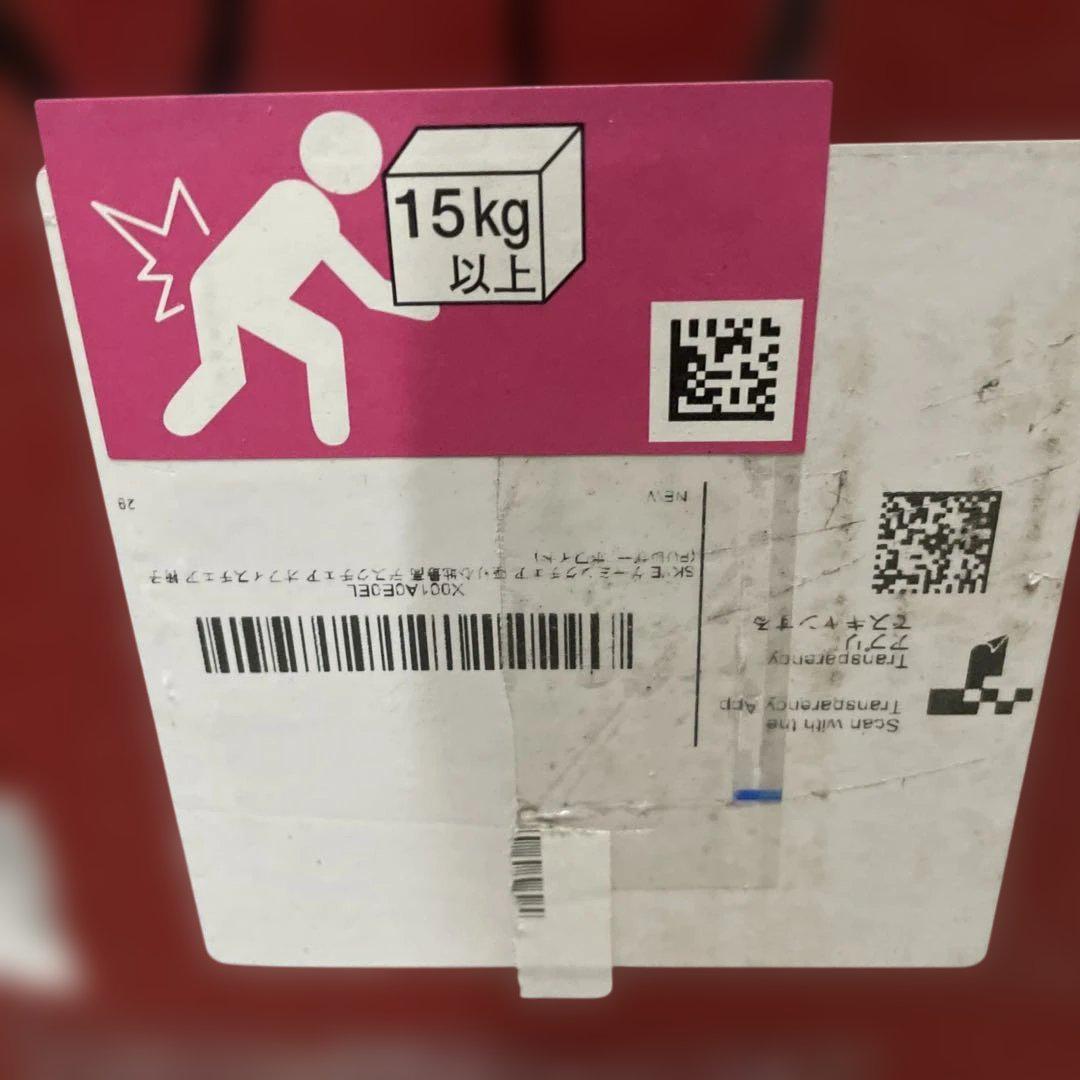 15kg
以上
Scan with the
Transparency App
Transparency
アプリ
でスキャンする
X001A0E0EL
ゲーミングチェア 座り心地最高 デスクチェア オフィスチェア 椅子
NEW
28